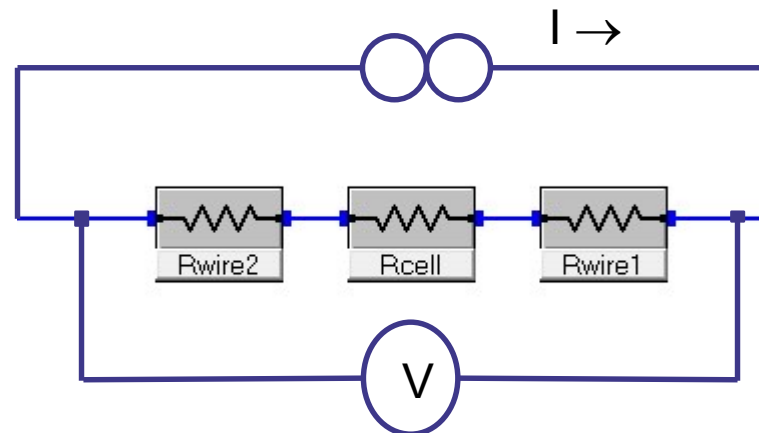 I →
Rwire2
Rcell
Rwire1
V